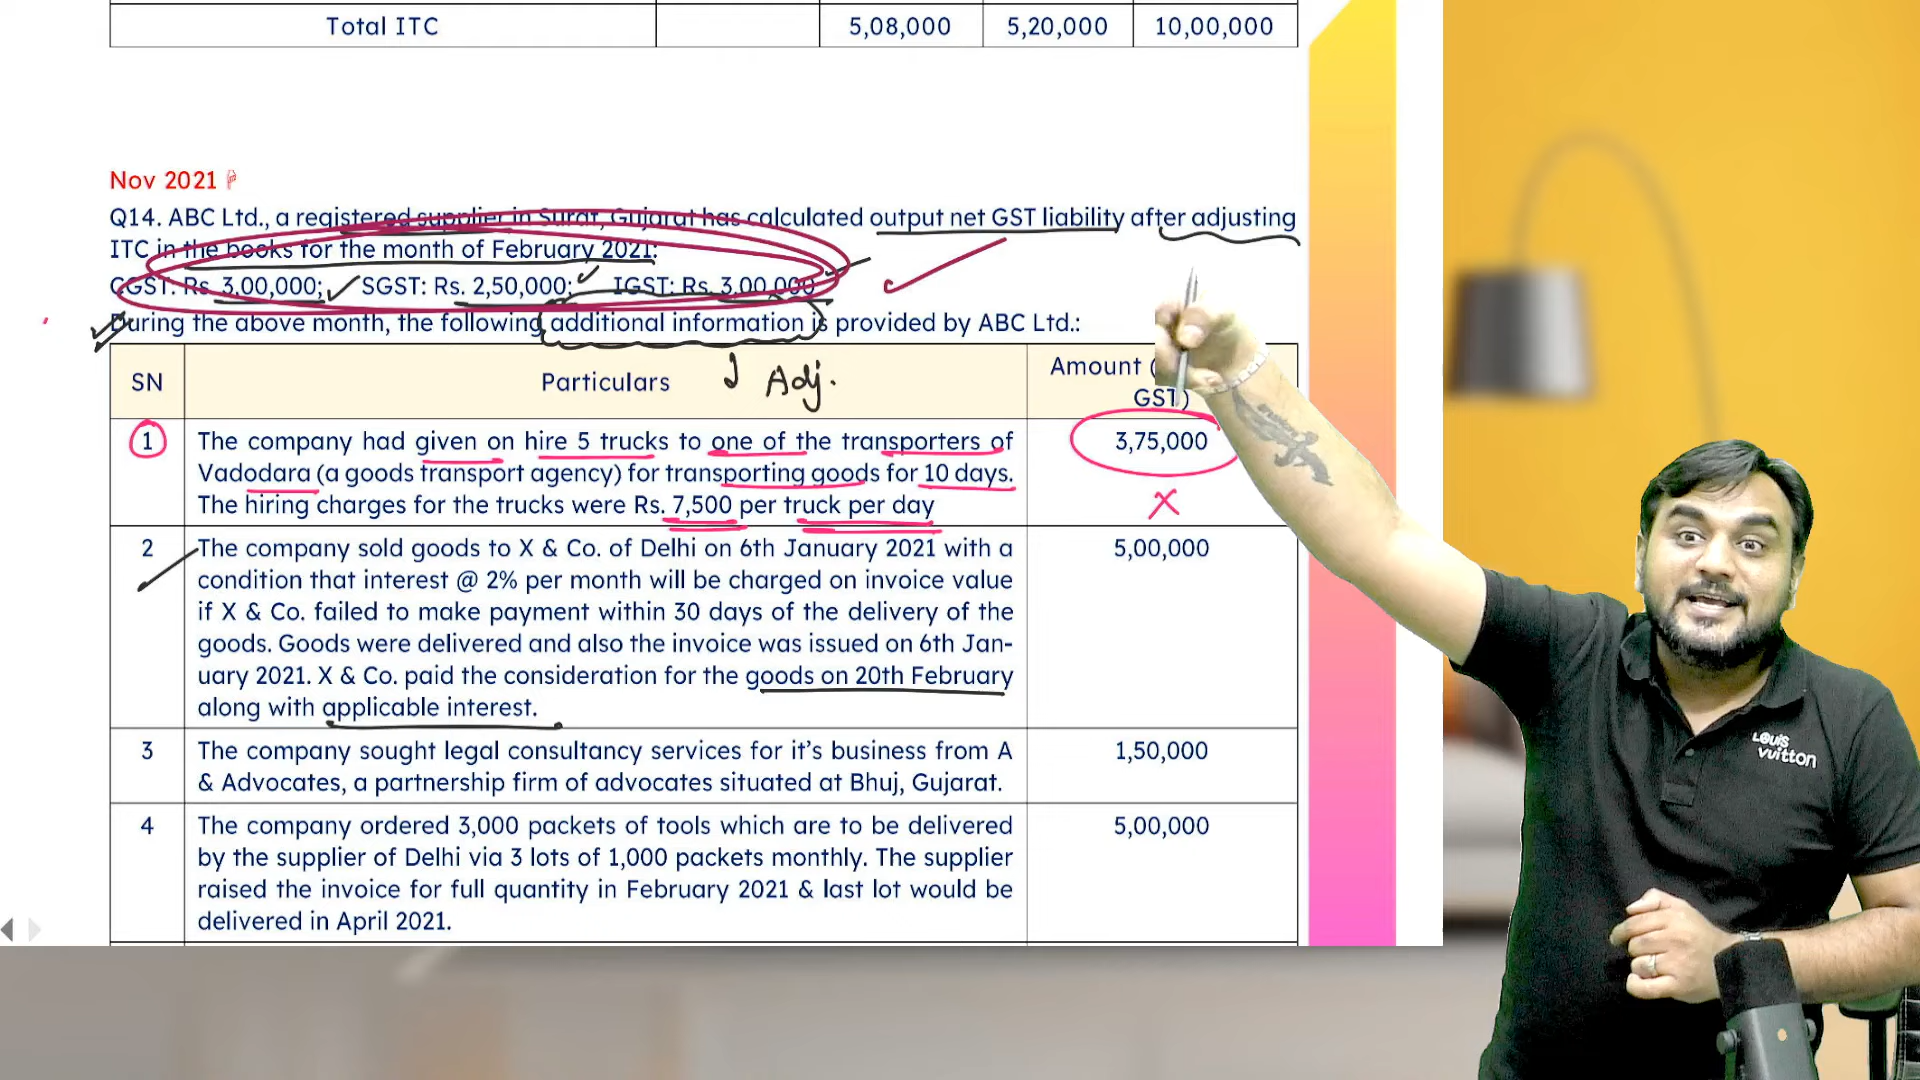 Total ITC 5,08,000 5,20,000 10,00,000
Nov 2021
Q14. ABC Ltd., a registered supplier in Surat, Gujarat has calculated output net GST liability after adjusting
ITC in the books for the month of February 2021:
CGST: Rs. 3,00,000; SGST: Rs. 2,50,000; IGST: Rs. 3,00,000
During the above month, the following additional information is provided by ABC Ltd.:
SN Particulars Adj. Amount (
GST)
1 The company had given on hire 5 trucks to one of the transporters of 3,75,000
Vadodara (a goods transport agency) for transporting goods for 10 days.
The hiring charges for the trucks were Rs. 7,500 per truck per day
2 The company sold goods to X & Co. of Delhi on 6th January 2021 with a 5,00,000
condition that interest @ 2% per month will be charged on invoice value
if X & Co. failed to make payment within 30 days of the delivery of the
goods. Goods were delivered and also the invoice was issued on 6th Jan-
uary 2021. X & Co. paid the consideration for the goods on 20th February
along with applicable interest.
3 The company sought legal consultancy services for it's business from A 1,50,000
& Advocates, a partnership firm of advocates situated at Bhuj, Gujarat.
4 The company ordered 3,000 packets of tools which are to be delivered 5,00,000
by the supplier of Delhi via 3 lots of 1,000 packets monthly. The supplier
raised the invoice for full quantity in February 2021 & last lot would be
delivered in April 2021.
Louis
Vuitton